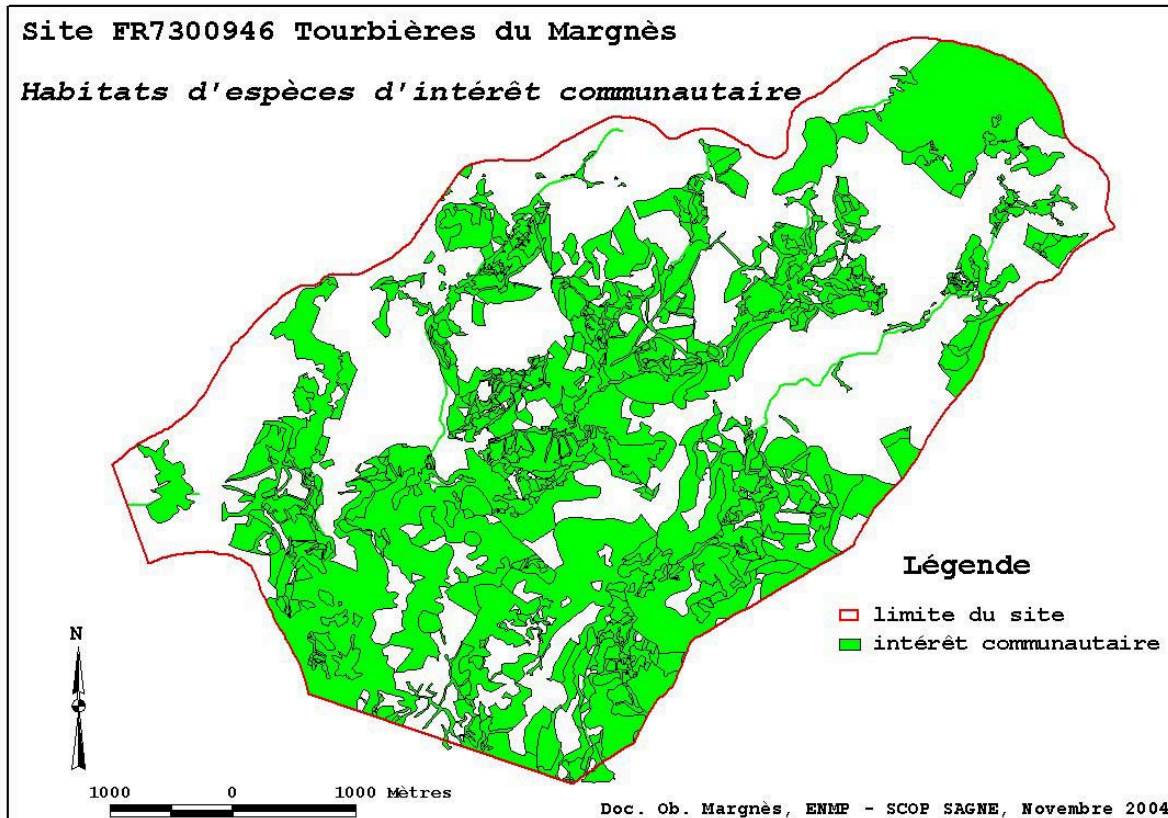 Site FR7300946 Tourbières du Margnès
Habitats d'espèces d'intérêt communautaire
Légende
limite du site
intérêt communautaire
N
1000 0 1000 Mètres
Doc. Ob. Margnès, ENMP - SCOP SAGNE, Novembre 2004